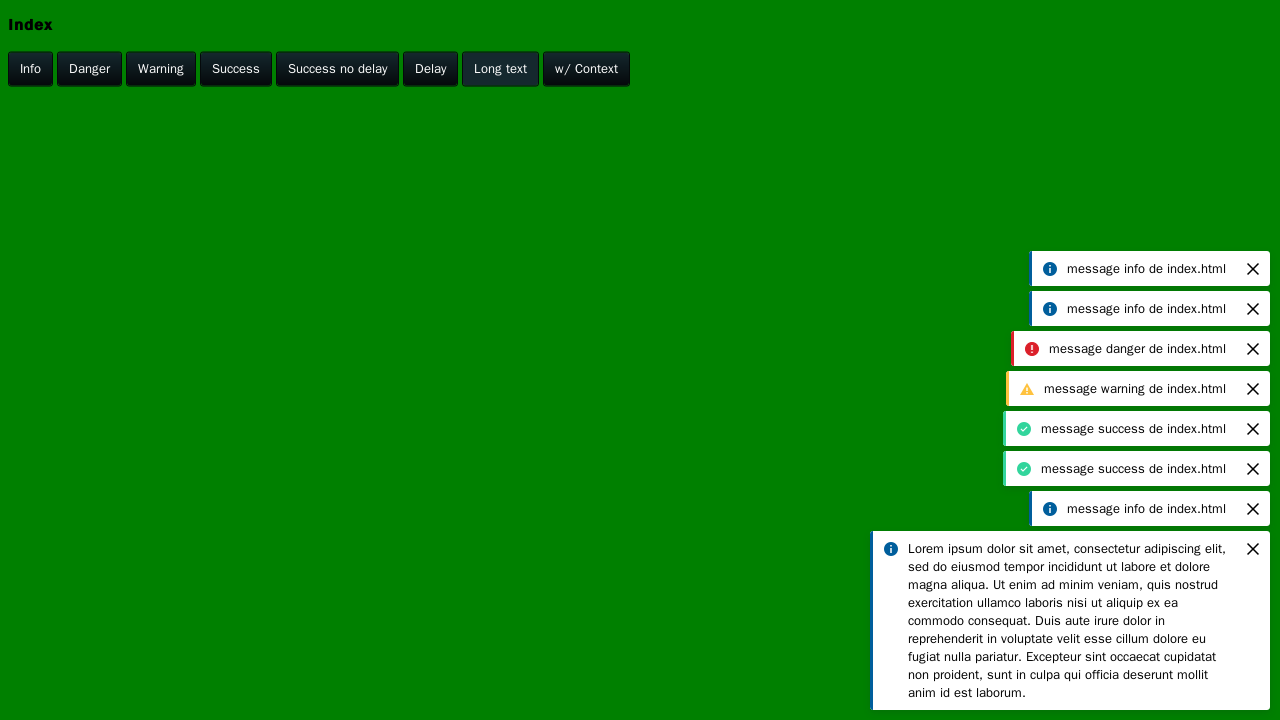 Index
Info Danger Warning Success Success no delay Delay Long text w/ Context
message info de index.html
message info de index.html
message danger de index.html
message warning de index.html
message success de index.html
message success de index.html
message info de index.html
Lorem ipsum dolor sit amet, consectetur adipiscing elit,
sed do eiusmod tempor incididunt ut labore et dolore
magna aliqua. Ut enim ad minim veniam, quis nostrud
exercitation ullamco laboris nisi ut aliquip ex ea
commodo consequat. Duis aute irure dolor in
reprehenderit in voluptate velit esse cillum dolore eu
fugiat nulla pariatur. Excepteur sint occaecat cupidatat
non proident, sunt in culpa qui officia deserunt mollit
anim id est laborum.